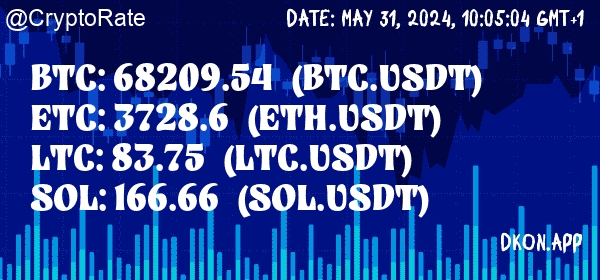 @CryptoRate
DATE: MAY 31, 2024, 10:05:04 GMT+1
BTC: 68209.54 (BTC.USDT)
ETC: 3728.6 (ETH.USDT)
LTC: 83.75 (LTC.USDT)
SOL: 166.66 (SOL.USDT)
DKON.APP